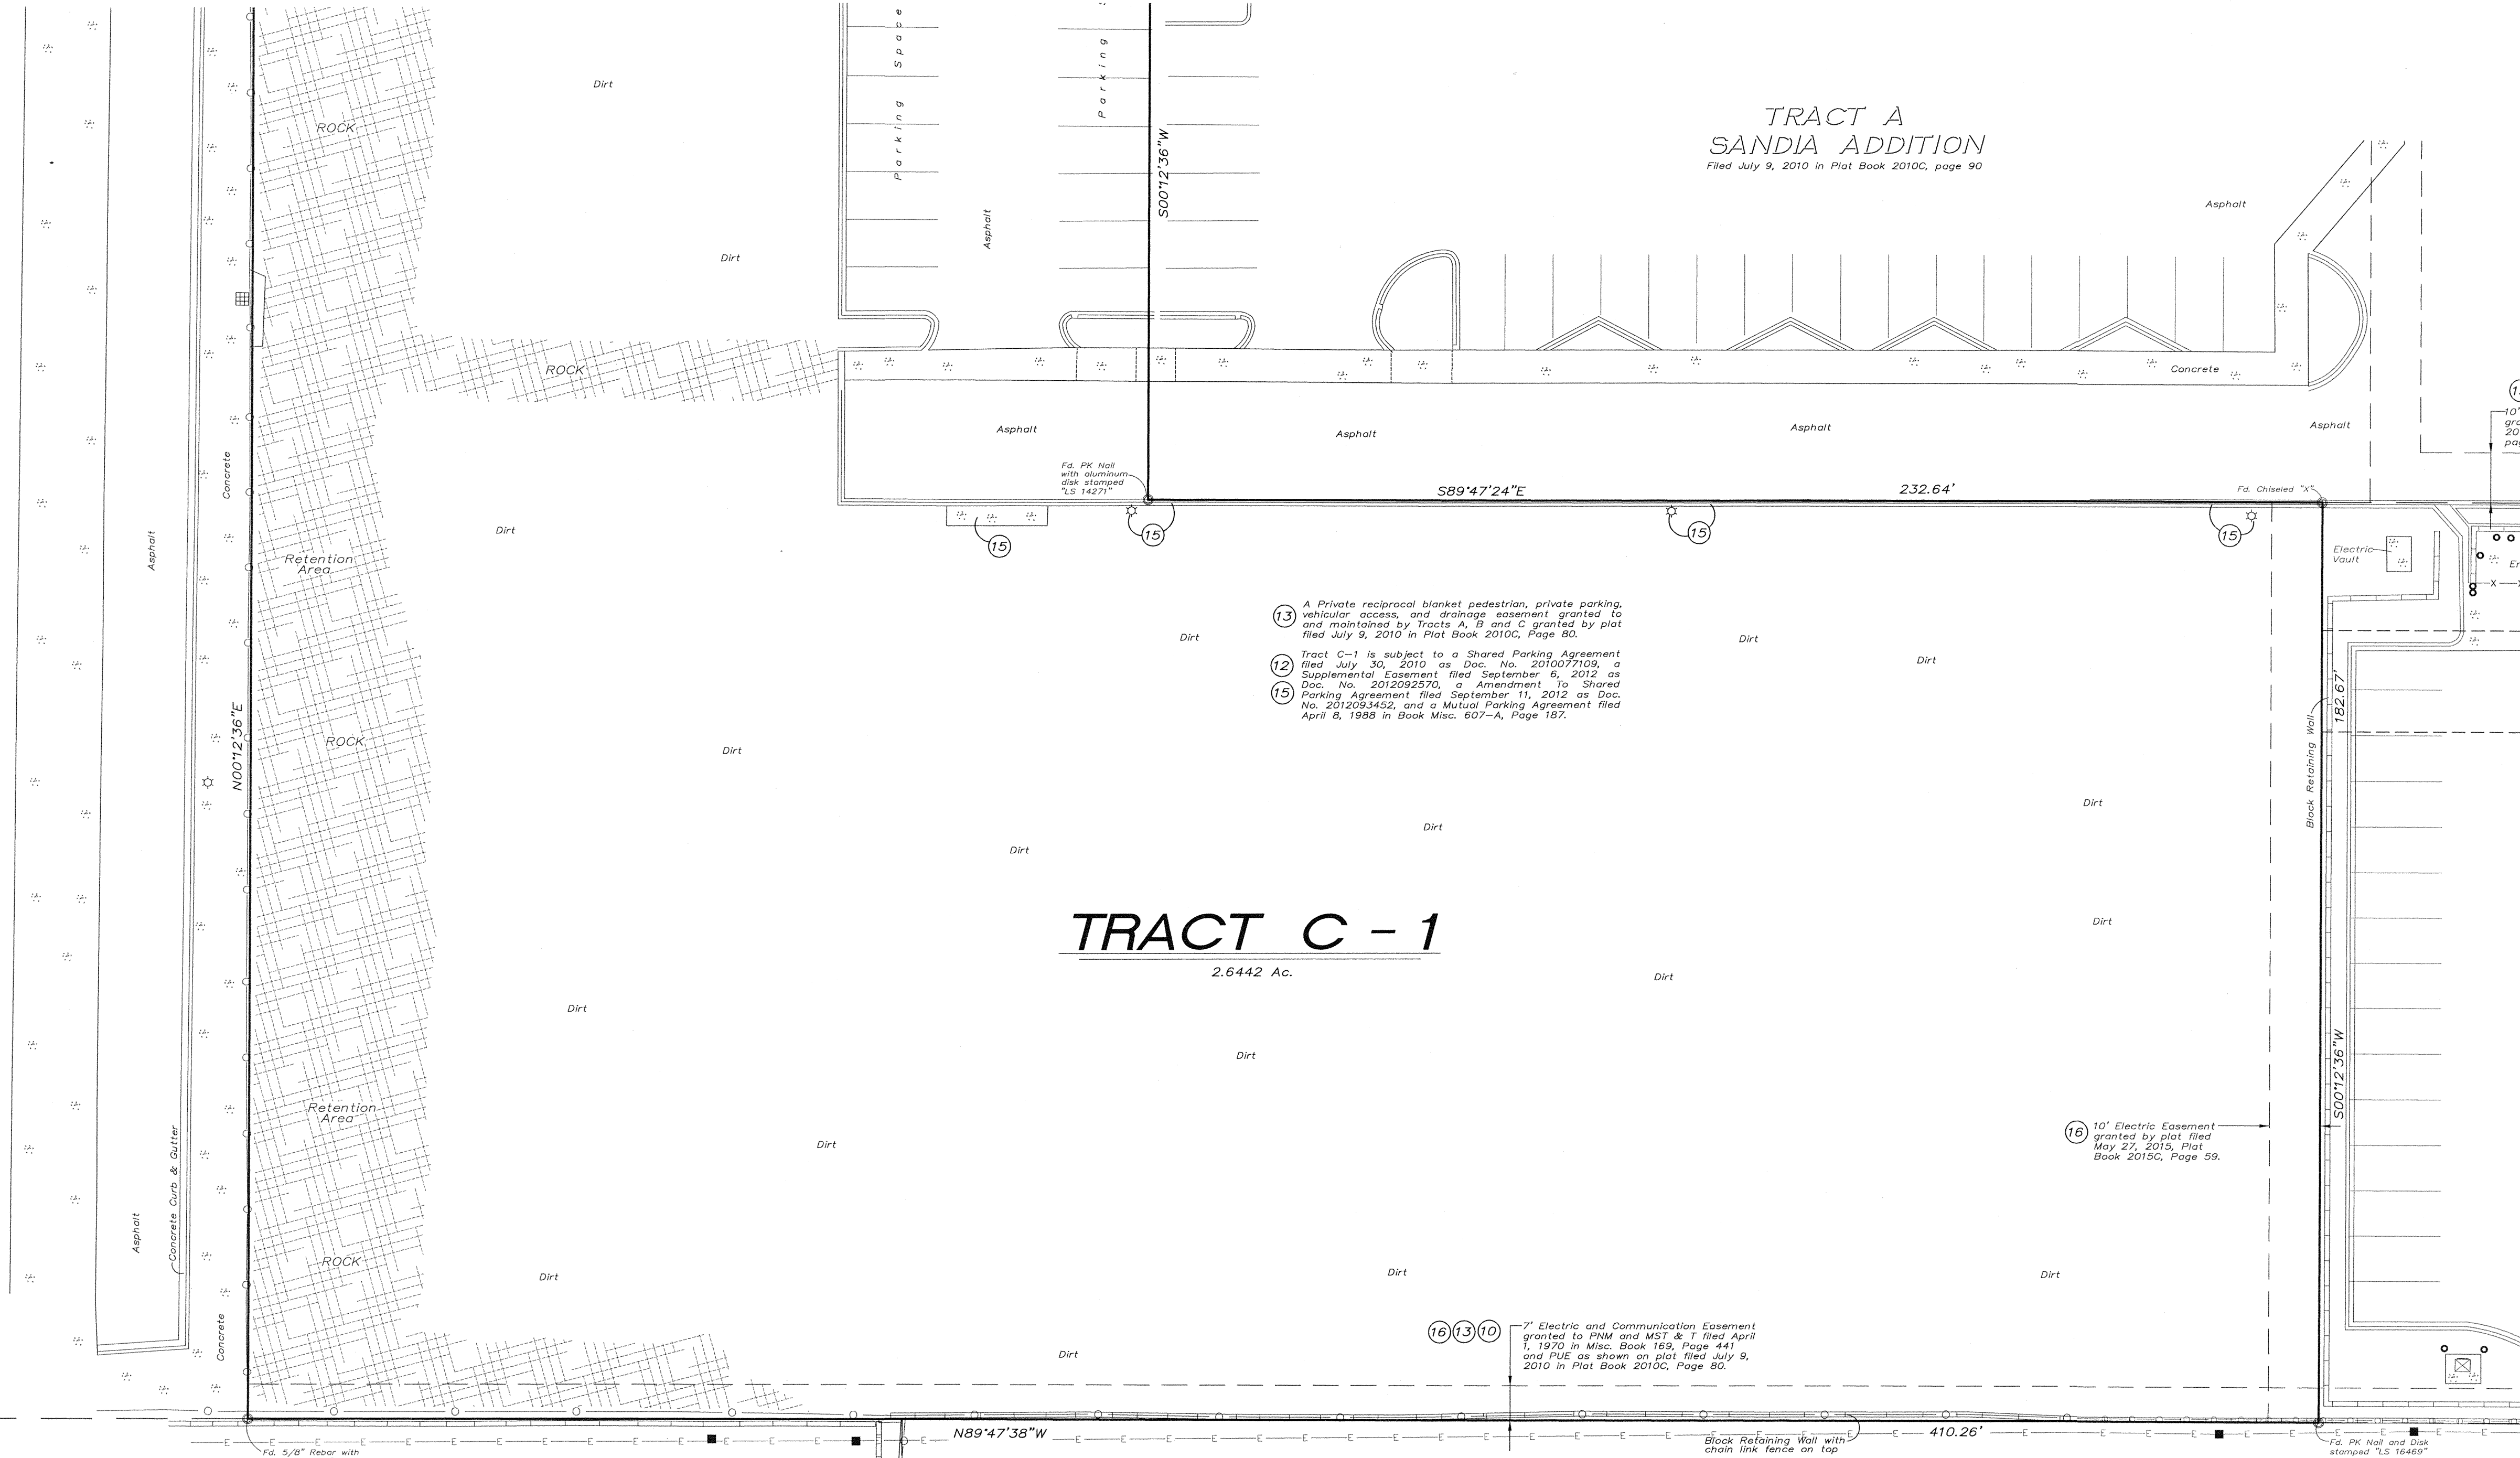 Parking Space
Parking
Dirt
ROCK
Dirt
Asphalt
S00°12'36"W
TRACT A
SANDIA ADDITION
Filed July 9, 2010 in Plat Book 2010C, page 90
Asphalt
ROCK
Concrete
Asphalt
Asphalt
Asphalt
Asphalt
10'
Concrete
Fd. PK Nail
with aluminum
disk stamped
"LS 14271"
S89°47'24"E
232.64'
Fd. Chiseled "X"
15
15
15
15
Asphalt
Dirt
Retention
Area
Electric
Vault
X
13
A Private reciprocal blanket pedestrian, private parking,
vehicular access, and drainage easement granted to
and maintained by Tracts A, B and C granted by plat
filed July 9, 2010 in Plat Book 2010C, Page 80.
12
15
Tract C-1 is subject to a Shared Parking Agreement
filed July 30, 2010 as Doc. No. 2010077109, a
Supplemental Easement filed September 6, 2012 as
Doc. No. 2012092570, a Amendment To Shared
Parking Agreement filed September 11, 2012 as Doc.
No. 2012093452, and a Mutual Parking Agreement filed
April 8, 1988 in Book Misc. 607-A, Page 187.
Dirt
Dirt
Dirt
N00°12'36"E
ROCK
Dirt
182.67'
Block Retaining Wall
Dirt
Dirt
Dirt
TRACT C-1
2.6442 Ac.
Dirt
Dirt
Dirt
Dirt
Retention
Area
Dirt
S00°12'36"W
16
10' Electric Easement
granted by plat filed
May 27, 2015, Plat
Book 2015C, Page 59.
Concrete Curb & Gutter
Asphalt
ROCK
Dirt
Dirt
Dirt
Concrete
Dirt
16 13 10
7' Electric and Communication Easement
granted to PNM and MST & T filed April
1, 1970 in Misc. Book 169, Page 441
and PUE as shown on plat filed July 9,
2010 in Plat Book 2010C, Page 80.
N89°47'38"W
410.26'
Block Retaining Wall with
chain link fence on top
Fd. 5/8" Rebar with
Fd. PK Nail and Disk
stamped "LS 16469"